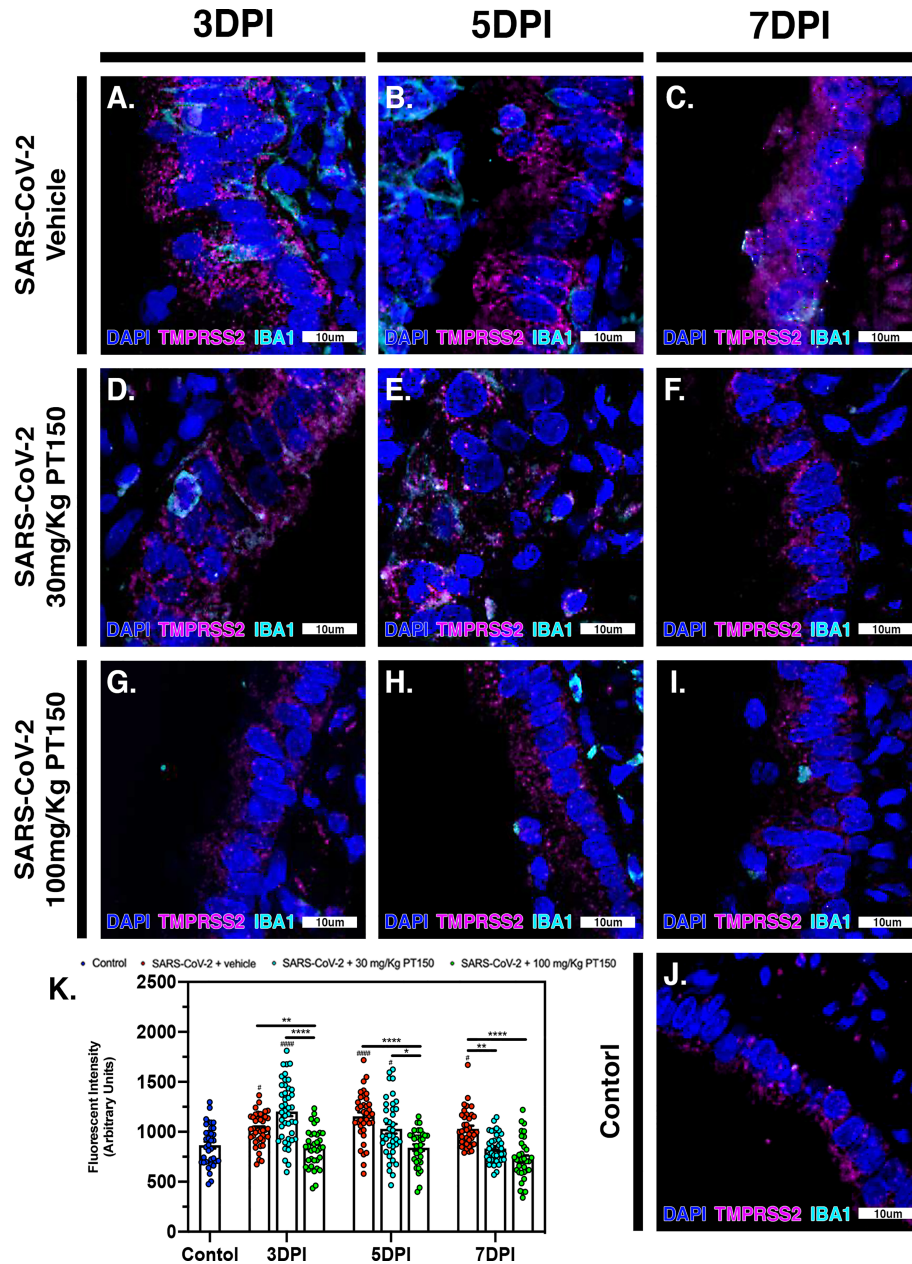 3DPI 5DPI 7DPI
SARS-CoV-2
Vehicle
A. B. C.
DAPI TMPRSS2 IBA1 10um DAPI TMPRSS2 IBA1 10um DAPI TMPRSS2 IBA1 10um
SARS-CoV-2
30mg/Kg PT150
D. E. F.
DAPI TMPRSS2 IBA1 10um DAPI TMPRSS2 IBA1 10um DAPI TMPRSS2 IBA1 10um
SARS-CoV-2
100mg/Kg PT150
G. H. I.
DAPI TMPRSS2 IBA1 10um DAPI TMPRSS2 IBA1 10um DAPI TMPRSS2 IBA1 10um
Control SARS-CoV-2 + vehicle SARS-CoV-2 + 30 mg/Kg PT150 SARS-CoV-2 + 100 mg/Kg PT150
K.
Fluorescent Intensity
(Arbitrary Units)
2500
2000
1500
1000
500
0
** **** # ####
**** * #### #
**** ** #
Contol 3DPI 5DPI 7DPI
Contorl
J.
DAPI TMPRSS2 IBA1 10um